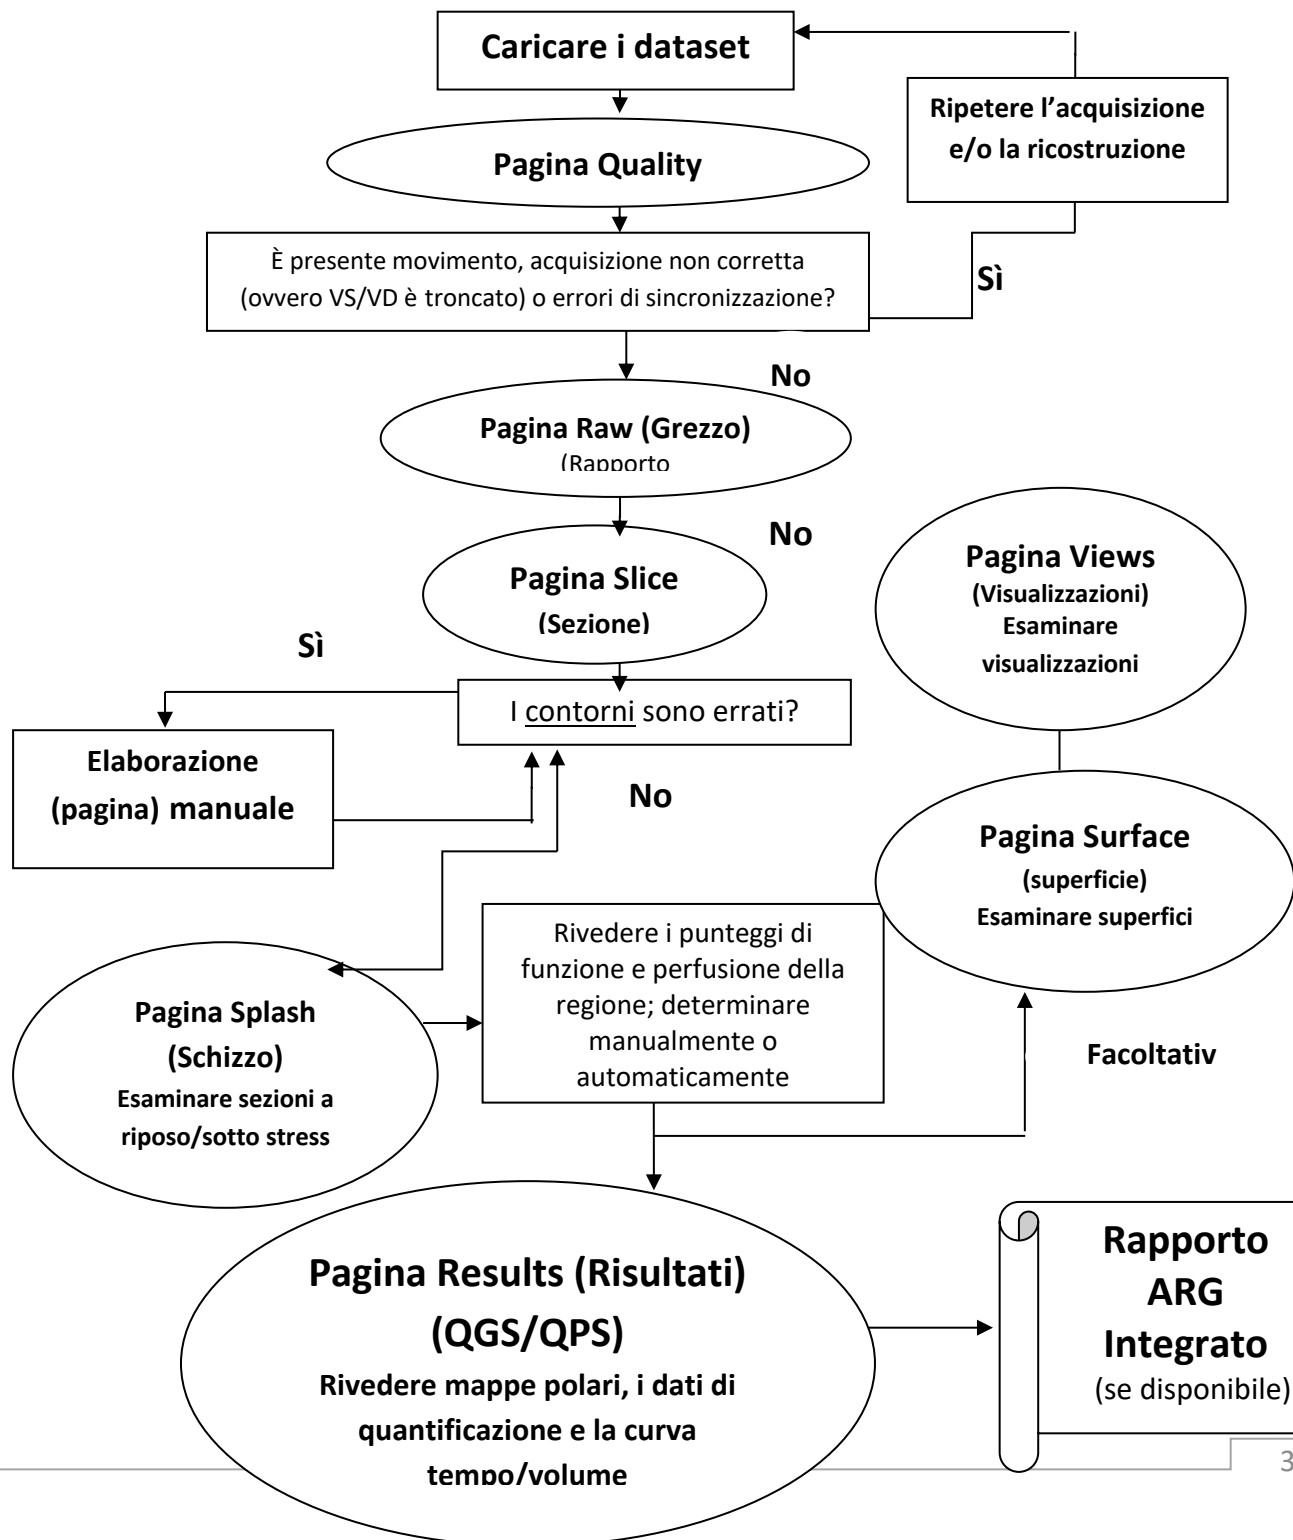 Caricare i dataset
Ripetere l’acquisizione
e/o la ricostruzione
Pagina Quality
È presente movimento, acquisizione non corretta
(ovvero VS/VD è troncato) o errori di sincronizzazione?
Sì
No
Pagina Raw (Grezzo)
(Rapporto
No
Pagina Slice
(Sezione)
Pagina Views
(Visualizzazioni)
Esaminare
visualizzazioni
Sì
I contorni sono errati?
Elaborazione
(pagina) manuale
No
Pagina Surface
(superficie)
Esaminare superfici
Rivedere i punteggi di
funzione e perfusione della
regione; determinare
manualmente o
automaticamente
Pagina Splash
(Schizzo)
Esaminare sezioni a
riposo/sotto stress
Facoltativ
Pagina Results (Risultati)
(QGS/QPS)
Rivedere mappe polari, i dati di
quantificazione e la curva
tempo/volume
Rapporto
ARG
Integrato
(se disponibile)
3